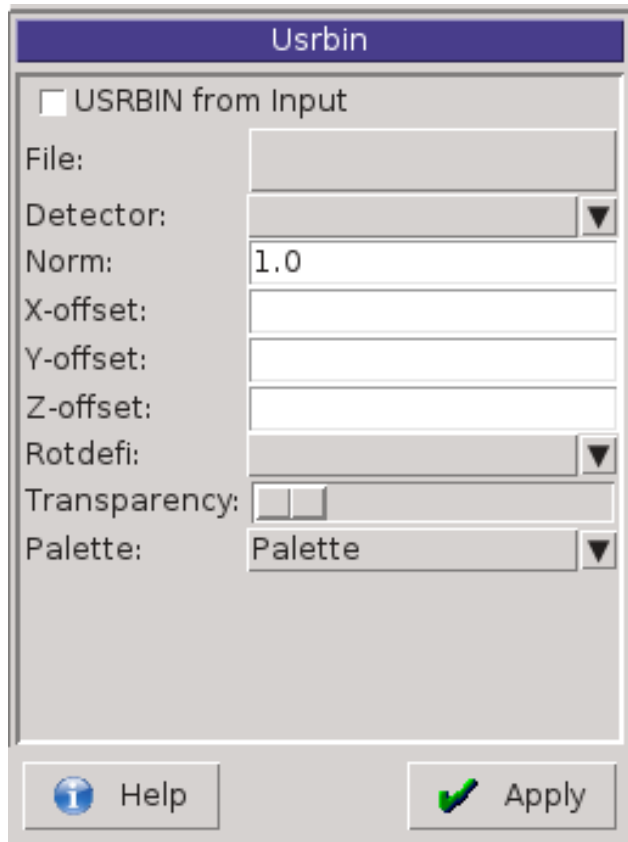 Usrbin
USRBIN from Input
File:
Detector:
Norm: 1.0
X-offset:
Y-offset:
Z-offset:
Rotdefi:
Transparency:
Palette: Palette
Help Apply